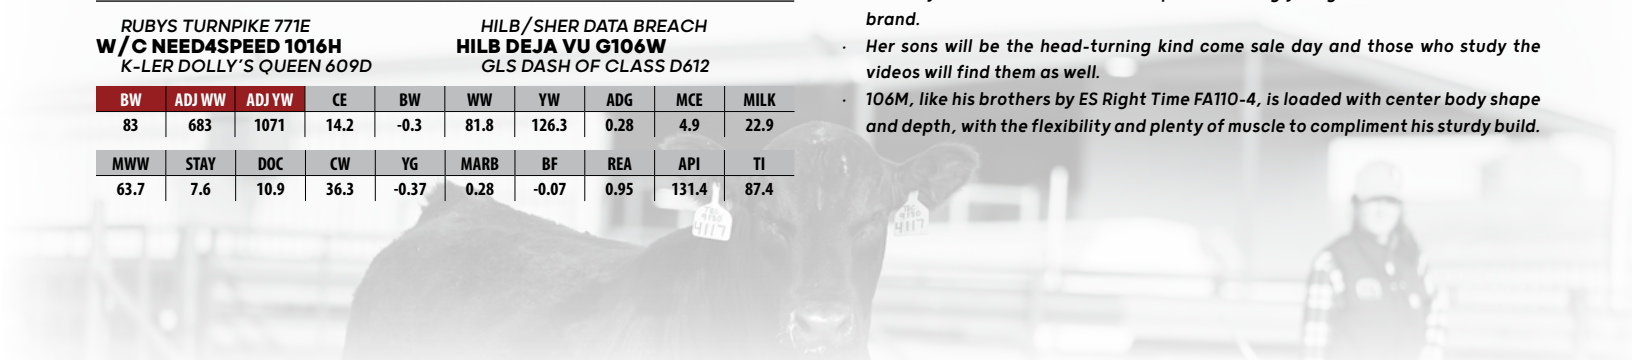 RUBYS TURNPIKE 771E
W/C NEED4SPEED 1016H
K-LER DOLLY'S QUEEN 609D
HILB/SHER DATA BREACH
HILB DEJA VU G106W
GLS DASH OF CLASS D612
BW ADJ WW ADJ YW CE BW WW YW ADG MCE MILK
83 683 1071 14.2 -0.3 81.8 126.3 0.28 4.9 22.9
MWW STAY DOC CW YG MARB BF REA API TI
63.7 7.6 10.9 36.3 -0.37 0.28 -0.07 0.95 131.4 87.4
brand.
· Her sons will be the head-turning kind come sale day and those who study the
videos will find them as well.
· 106M, like his brothers by ES Right Time FA110-4, is loaded with center body shape
and depth, with the flexibility and plenty of muscle to compliment his sturdy build.
4117
4117